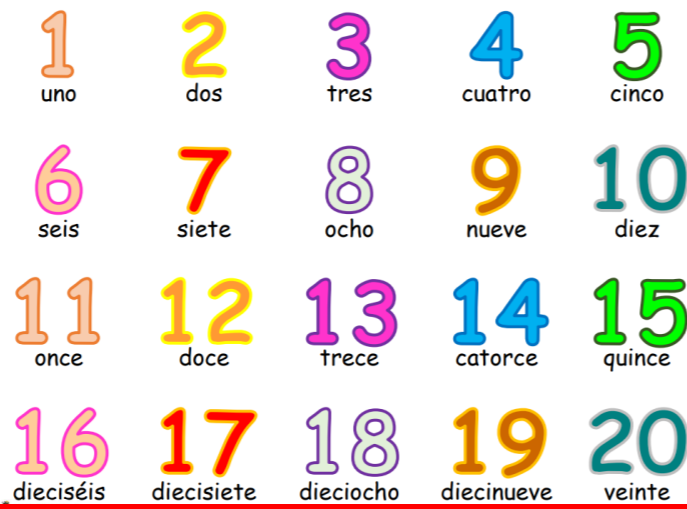 1 2 3 4 5
uno dos tres cuatro cinco
6 7 8 9 10
seis siete ocho nueve diez
11 12 13 14 15
once doce trece catorce quince
16 17 18 19 20
dieciséis diecisiete dieciocho diecinueve veinte